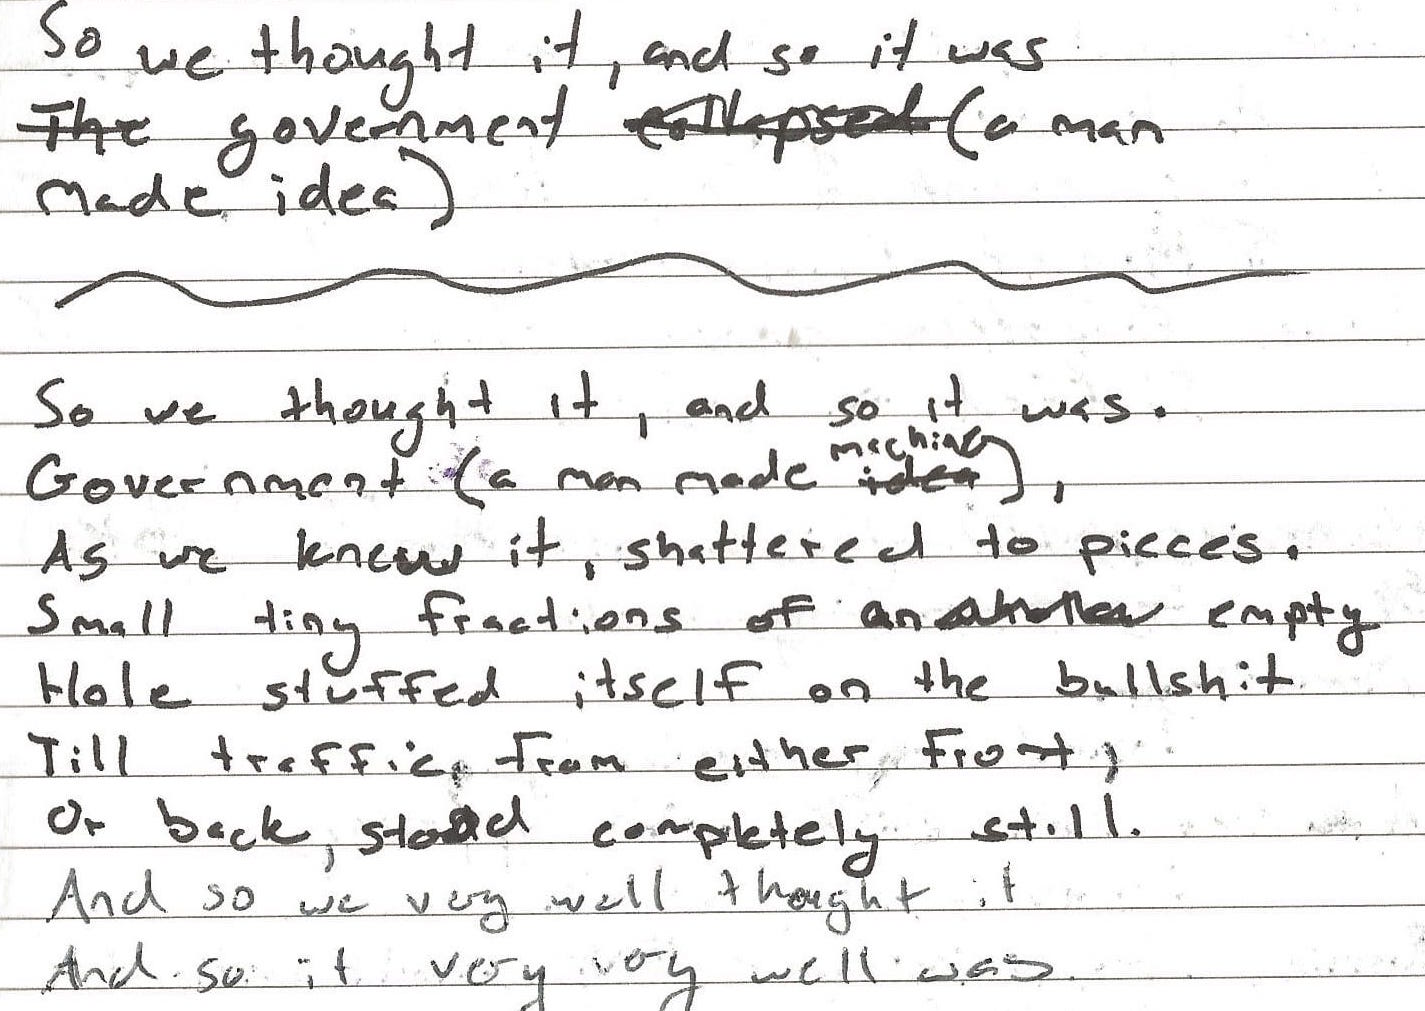 So we thought it, and so it was
The government collapsed (a man
made idea)
So we thought it, and so it was.
machine
Government (a man made idea),
As we knew it, shattered to pieces.
Small tiny fractions of an empty
Hole stuffed itself on the bullshit
Till traffic, from either front,
Or back, stood completely still.
And so we very well thought it
And so it very very well was